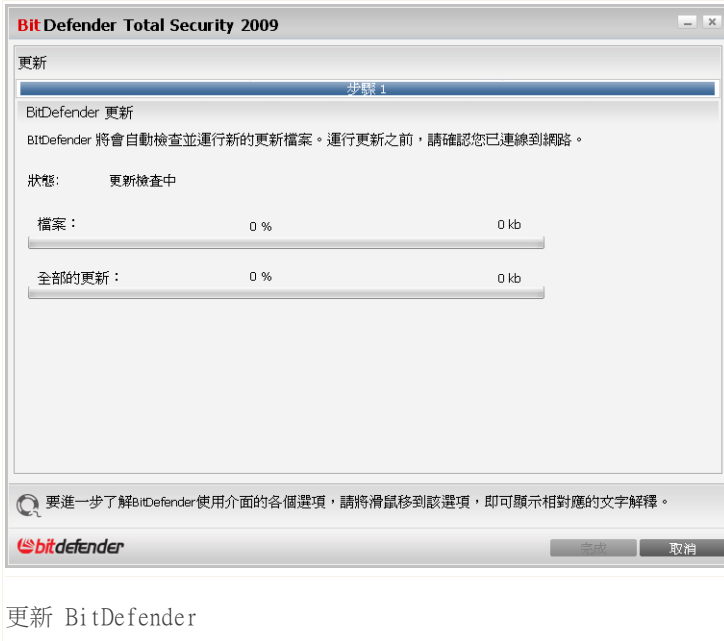 BitDefender Total Security 2009
更新
步驟 1
BitDefender 更新
BItDefender 將會自動檢查並運行新的更新檔案。運行更新之前，請確認您已連線到網路。
狀態: 更新檢查中
檔案： 0 % 0 kb
全部的更新： 0 % 0 kb
要進一步了解BitDefender使用介面的各個選項，請將滑鼠移到該選項，即可顯示相對應的文字解釋。
bitdefender 完成 取消
更新 BitDefender